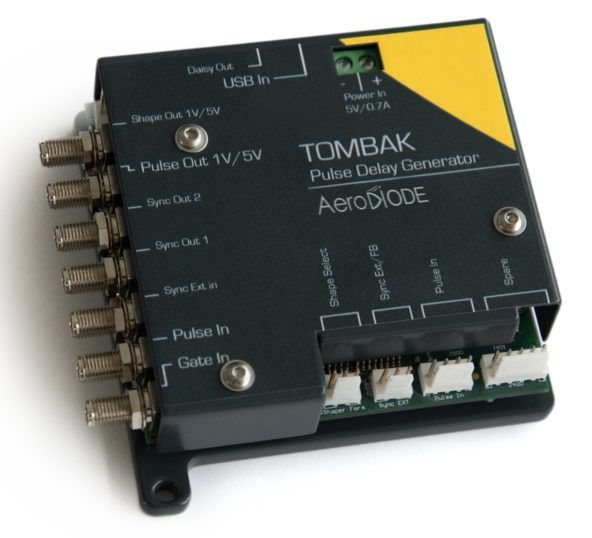 Daisy Out
USB In
- +
Power In
5V/0.7A
Shape Out 1V/5V
Pulse Out 1V/5V
Sync Out 2
Sync Out 1
Sync Ext in
Pulse In
Gate In
TOMBAK
Pulse Delay Generator
AeroDIODE
Shape Select
Sync Ext/FB
Pulse In
Spare
Shaper Fora
Sync EXT
Pulse In
J400